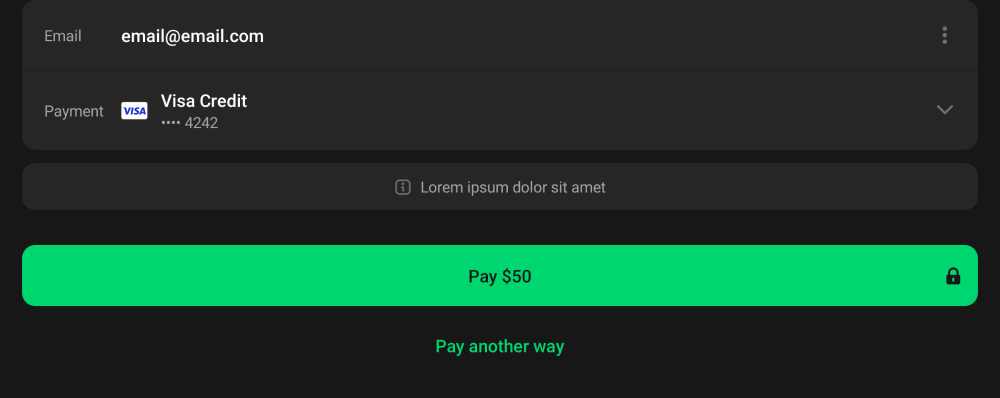 Email email@email.com
Payment VISA Visa Credit
•••• 4242
Lorem ipsum dolor sit amet
Pay $50
Pay another way